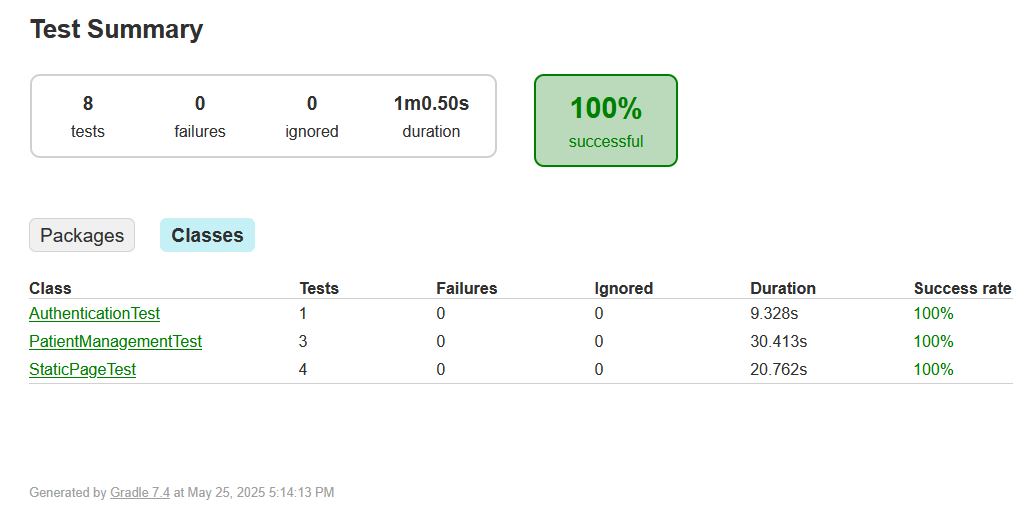 Test Summary
8 0 0 1m0.50s
tests failures ignored duration
100%
successful
Packages Classes
Class Tests Failures Ignored Duration Success rate
AuthenticationTest 1 0 0 9.328s 100%
PatientManagementTest 3 0 0 30.413s 100%
StaticPageTest 4 0 0 20.762s 100%
Generated by Gradle 7.4 at May 25, 2025 5:14:13 PM